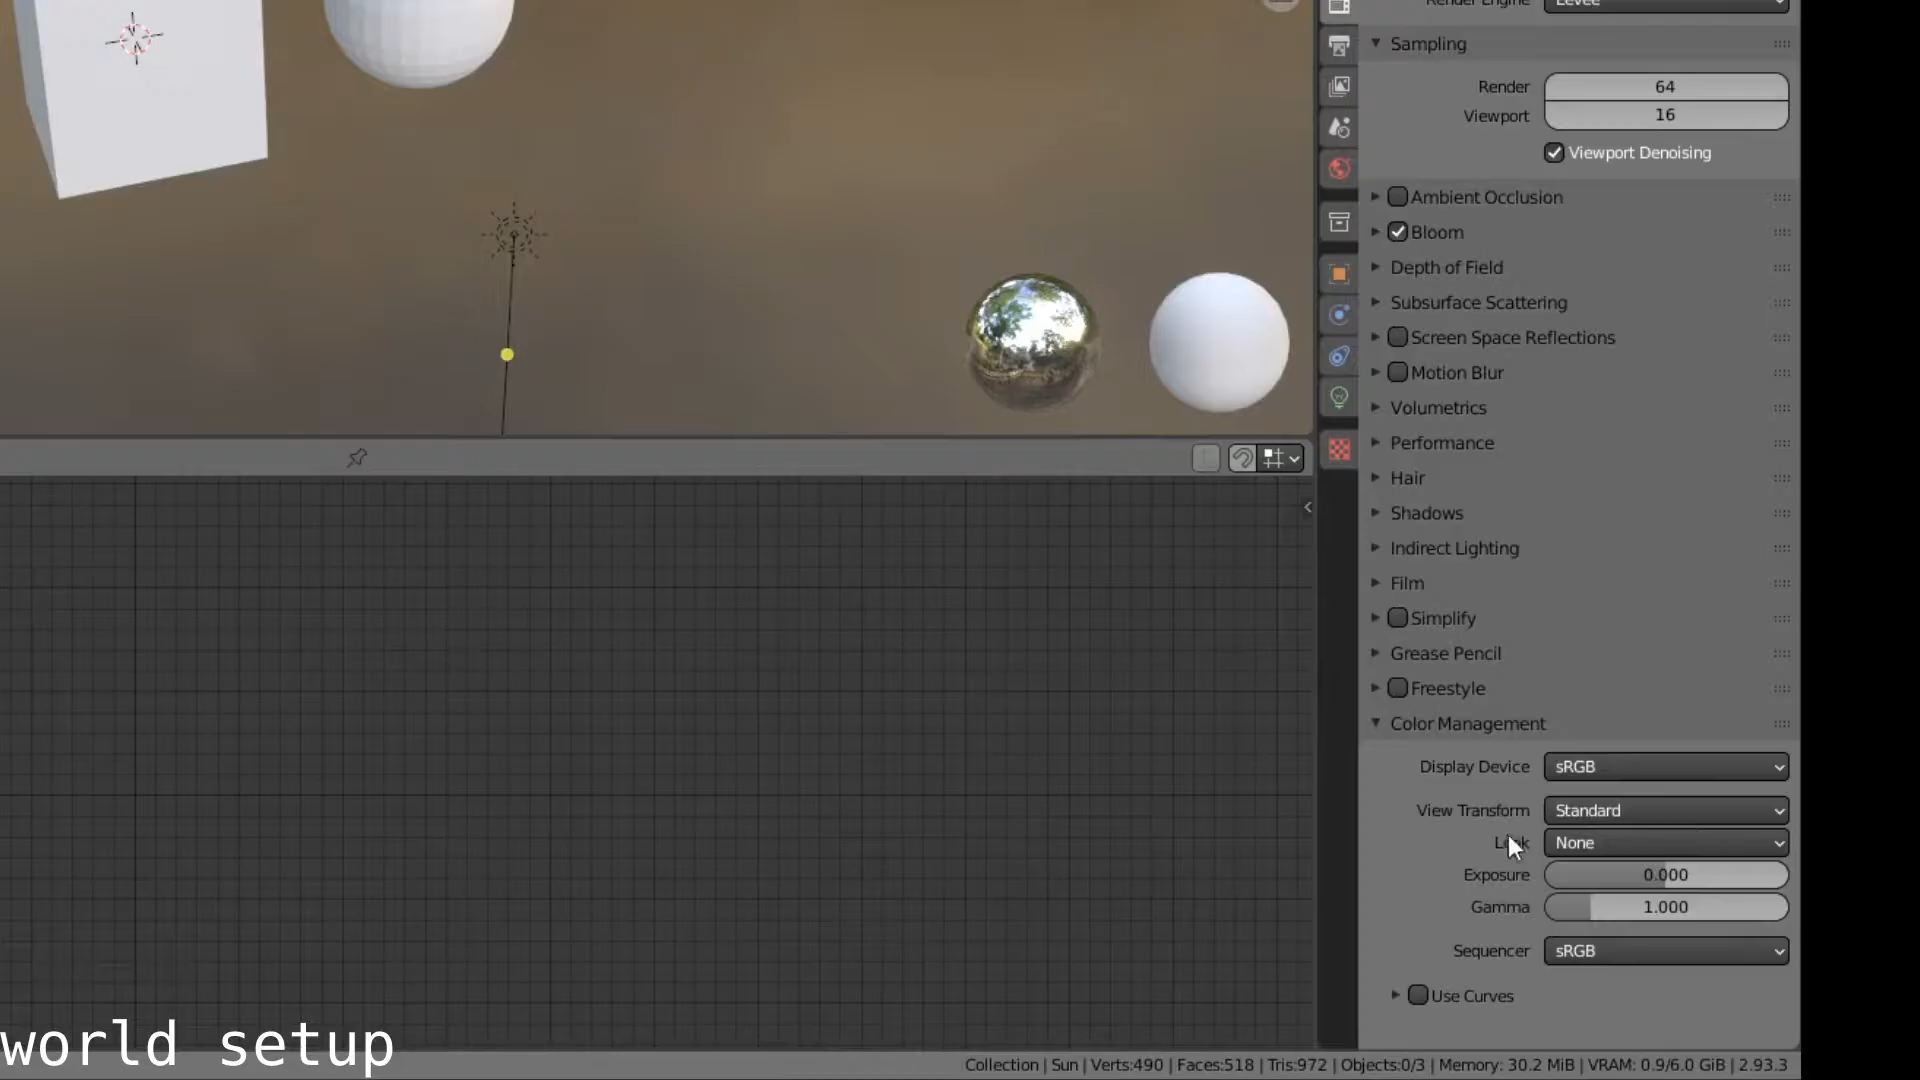 Render Engine Eevee
Sampling
Render 64
Viewport 16
Viewport Denoising
Ambient Occlusion
Bloom
Depth of Field
Subsurface Scattering
Screen Space Reflections
Motion Blur
Volumetrics
Performance
Hair
Shadows
Indirect Lighting
Film
Simplify
Grease Pencil
Freestyle
Color Management
Display Device sRGB
View Transform Standard
Look None
Exposure 0.000
Gamma 1.000
Sequencer sRGB
Use Curves
world setup
Collection | Sun | Verts:490 | Faces:518 | Tris:972 | Objects:0/3 | Memory: 30.2 MiB | VRAM: 0.9/6.0 GiB | 2.93.3